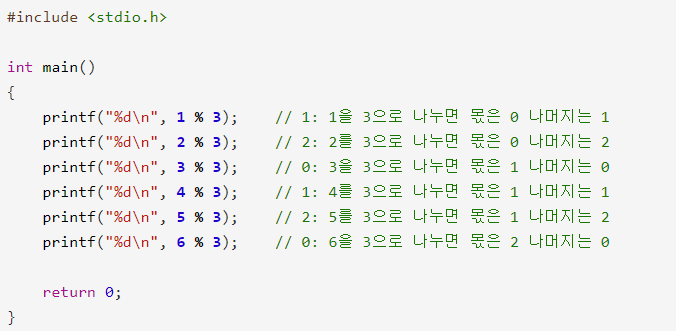 #include <stdio.h>
int main()
{
printf("%d\n", 1 % 3);    // 1: 1을 3으로 나누면 몫은 0 나머지는 1
printf("%d\n", 2 % 3);    // 2: 2를 3으로 나누면 몫은 0 나머지는 2
printf("%d\n", 3 % 3);    // 0: 3을 3으로 나누면 몫은 1 나머지는 0
printf("%d\n", 4 % 3);    // 1: 4를 3으로 나누면 몫은 1 나머지는 1
printf("%d\n", 5 % 3);    // 2: 5를 3으로 나누면 몫은 1 나머지는 2
printf("%d\n", 6 % 3);    // 0: 6을 3으로 나누면 몫은 2 나머지는 0
return 0;
}